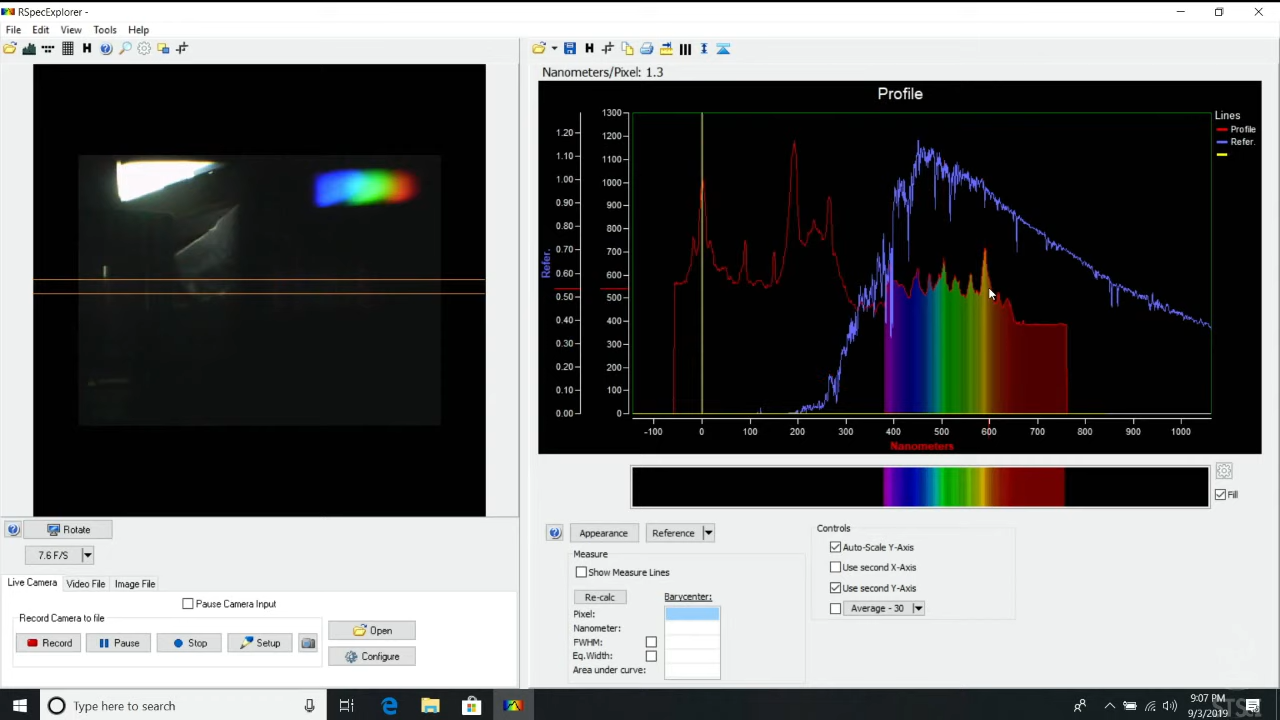 RSpecExplorer -
File Edit View Tools Help
Nanometers/Pixel: 1.3
Profile
Lines
Profile
Refer.
1.20
1.10
1.00
0.90
0.80
0.70
0.60
0.50
0.40
0.30
0.20
0.10
0.00
Refer.
1300
1200
1100
1000
900
800
700
600
500
400
300
200
100
0
-100 0 100 200 300 400 500 600 700 800 900 1000
Nanometers
Fill
Rotate
7.6 F/S
Live Camera Video File Image File
Pause Camera Input
Record Camera to file
Record Pause Stop Setup
Open
Configure
Appearance Reference
Measure
Show Measure Lines
Re-calc Barycenter:
Pixel:
Nanometer:
FWHM:
Eq.Width:
Area under curve:
Controls
Auto-Scale Y-Axis
Use second X-Axis
Use second Y-Axis
Average - 30
Type here to search
9:07 PM
9/3/2019